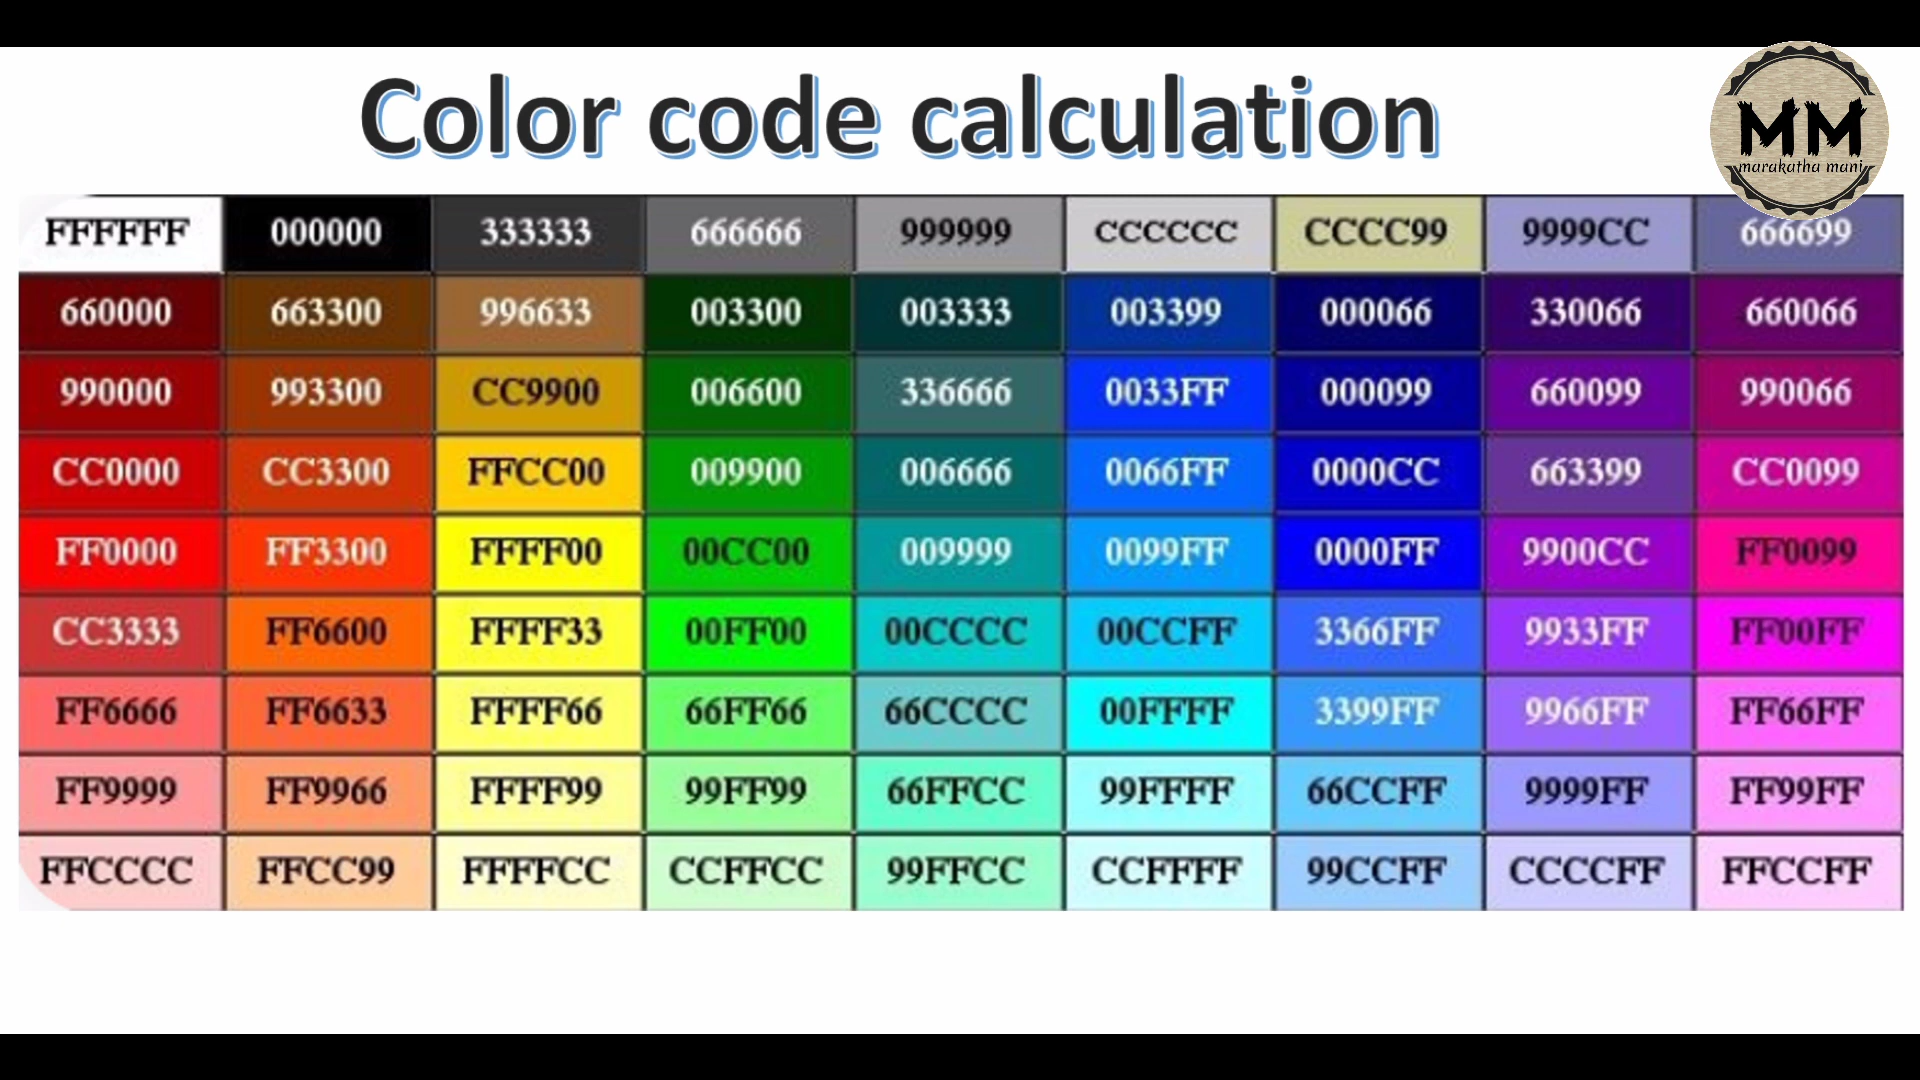 Color code calculation
MM
marakatha mani
FFFFFF 000000 333333 666666 999999 CCCCCC CCCC99 9999CC 666699
660000 663300 996633 003300 003333 003399 000066 330066 660066
990000 993300 CC9900 006600 336666 0033FF 000099 660099 990066
CC0000 CC3300 FFCC00 009900 006666 0066FF 0000CC 663399 CC0099
FF0000 FF3300 FFFF00 00CC00 009999 0099FF 0000FF 9900CC FF0099
CC3333 FF6600 FFFF33 00FF00 00CCCC 00CCFF 3366FF 9933FF FF00FF
FF6666 FF6633 FFFF66 66FF66 66CCCC 00FFFF 3399FF 9966FF FF66FF
FF9999 FF9966 FFFF99 99FF99 66FFCC 99FFFF 66CCFF 9999FF FF99FF
FFCCCC FFCC99 FFFFCC CCFFCC 99FFCC CCFFFF 99CCFF CCCCFF FFCCFF